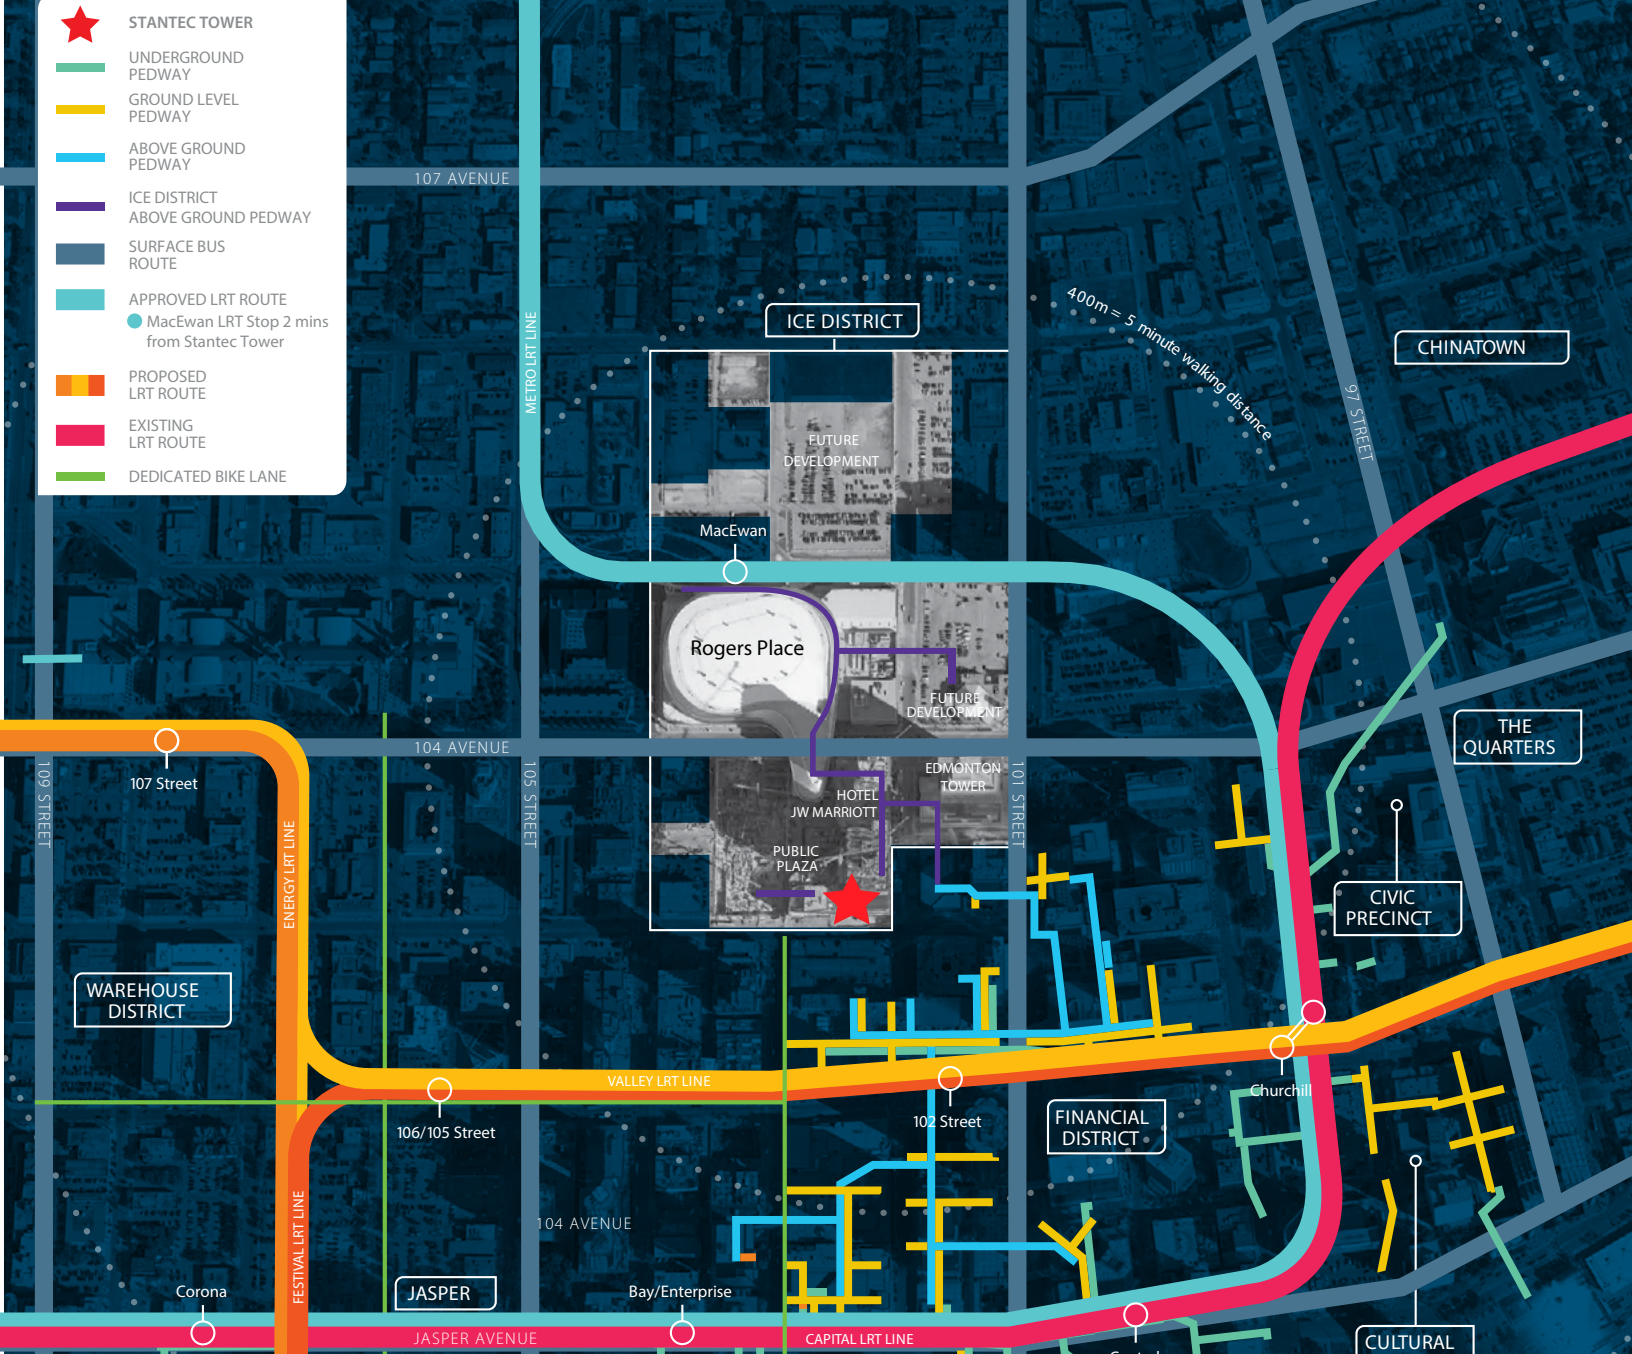 STANTEC TOWER
UNDERGROUND
PEDWAY
GROUND LEVEL
PEDWAY
ABOVE GROUND
PEDWAY
ICE DISTRICT
ABOVE GROUND PEDWAY
SURFACE BUS
ROUTE
APPROVED LRT ROUTE
MacEwan LRT Stop 2 mins
from Stantec Tower
PROPOSED
LRT ROUTE
EXISTING
LRT ROUTE
DEDICATED BIKE LANE
107 AVENUE
METRO LRT LINE
ICE DISTRICT
400m = 5 minute walking distance
CHINATOWN
97 STREET
FUTURE
DEVELOPMENT
MacEwan
Rogers Place
FUTURE
DEVELOPMENT
104 AVENUE
107 Street
109 STREET
105 STREET
101 STREET
EDMONTON
TOWER
HOTEL
JW MARRIOTT
PUBLIC
PLAZA
THE
QUARTERS
CIVIC
PRECINCT
ENERGY LRT LINE
WAREHOUSE
DISTRICT
VALLEY LRT LINE
106/105 Street
102 Street
Churchill
FINANCIAL
DISTRICT
FESTIVAL LRT LINE
104 AVENUE
Corona
JASPER
Bay/Enterprise
JASPER AVENUE
CAPITAL LRT LINE
CULTURAL